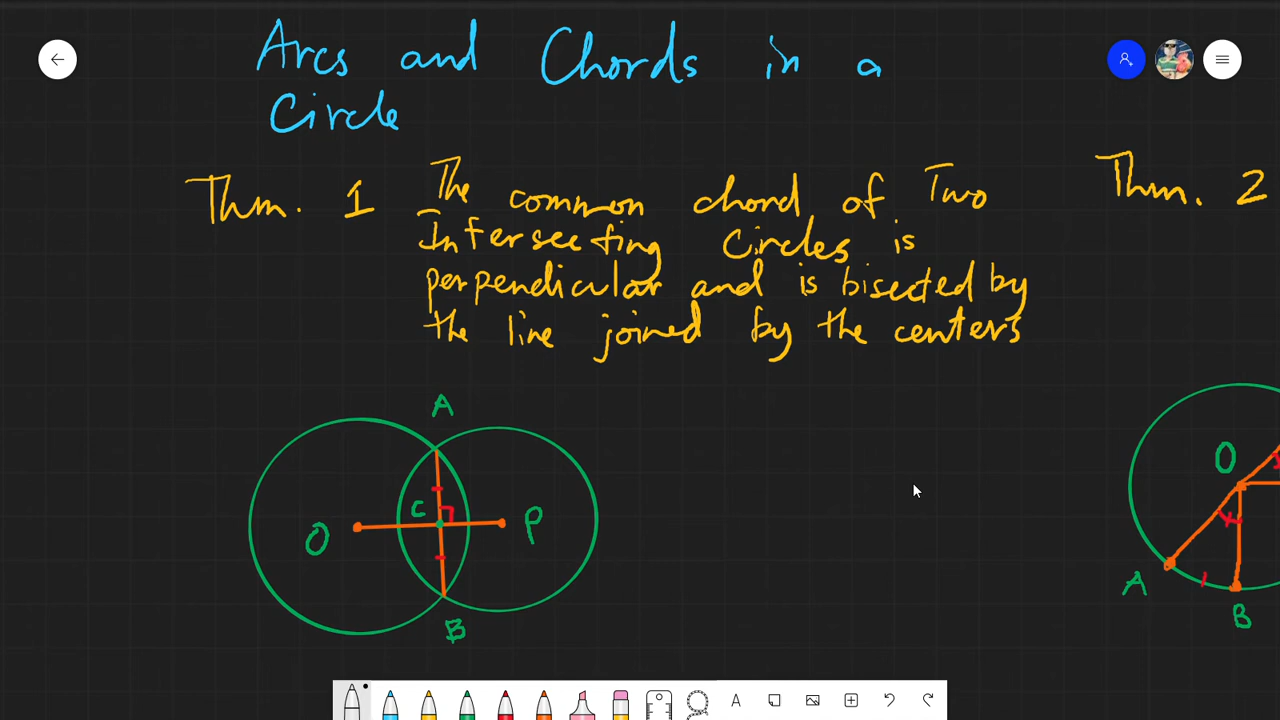 Arcs and Chords in a
Circle
Thm. 1 The common chord of Two
Intersecting Circles is
perpendicular and is bisected by
the line joined by the centers
Thm. 2
A
C
O
P
B
O
A
B
A